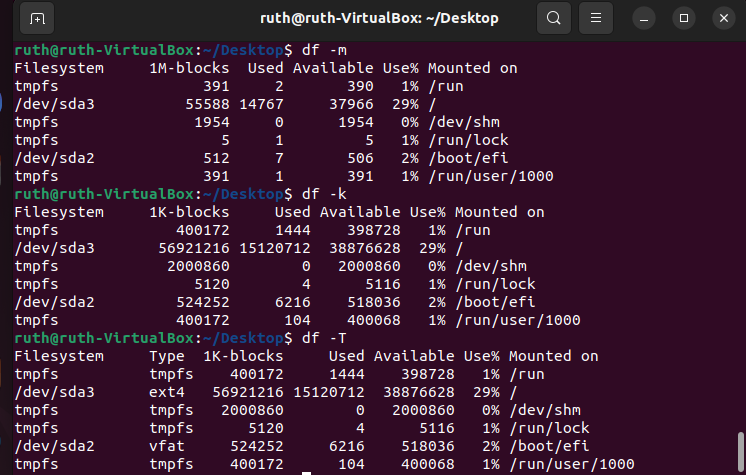 ruth@ruth-VirtualBox: ~/Desktop
ruth@ruth-VirtualBox:~/Desktop$ df -m
Filesystem     1M-blocks  Used Available Use% Mounted on
tmpfs                391     2       390   1% /run
/dev/sda3          55588 14767     37966  29% /
tmpfs               1954     0      1954   0% /dev/shm
tmpfs                  5     1         5   1% /run/lock
/dev/sda2            512     7       506   2% /boot/efi
tmpfs                391     1       391   1% /run/user/1000
ruth@ruth-VirtualBox:~/Desktop$ df -k
Filesystem     1K-blocks     Used Available Use% Mounted on
tmpfs             400172     1444    398728   1% /run
/dev/sda3       56921216 15120712  38876628  29% /
tmpfs            2000860        0   2000860   0% /dev/shm
tmpfs               5120        4      5116   1% /run/lock
/dev/sda2         524252     6216    518036   2% /boot/efi
tmpfs             400172      104    400068   1% /run/user/1000
ruth@ruth-VirtualBox:~/Desktop$ df -T
Filesystem     Type  1K-blocks     Used Available Use% Mounted on
tmpfs          tmpfs    400172     1444    398728   1% /run
/dev/sda3      ext4   56921216 15120712  38876628  29% /
tmpfs          tmpfs   2000860        0   2000860   0% /dev/shm
tmpfs          tmpfs      5120        4      5116   1% /run/lock
/dev/sda2      vfat     524252     6216    518036   2% /boot/efi
tmpfs          tmpfs    400172      104    400068   1% /run/user/1000